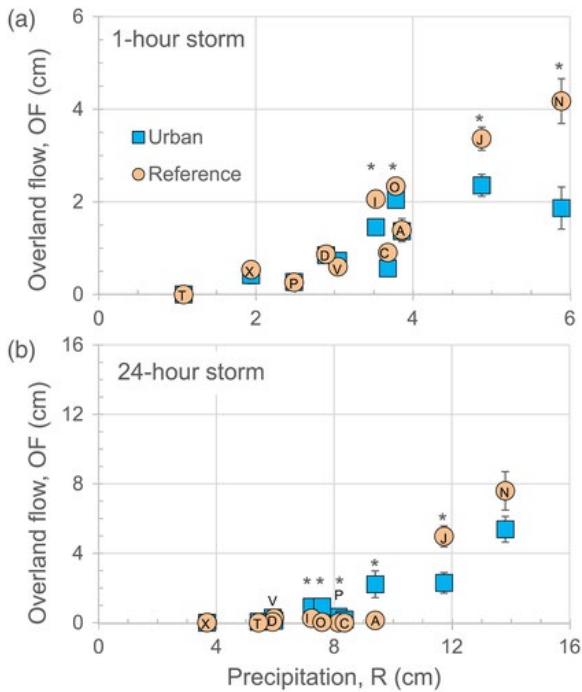 (a)
6
1-hour storm
*
N
Overland flow, OF (cm)
4
*
J
Urban
Reference
* *
2
I
O
A
D
V
C
X
P
0
T
0
2
4
6
(b)
16
24-hour storm
12
Overland flow, OF (cm)
8
N
*
J
4
* * * *
V
P
0
X
T
D
I
O
C
A
0
4
8
12
16
Precipitation, R (cm)